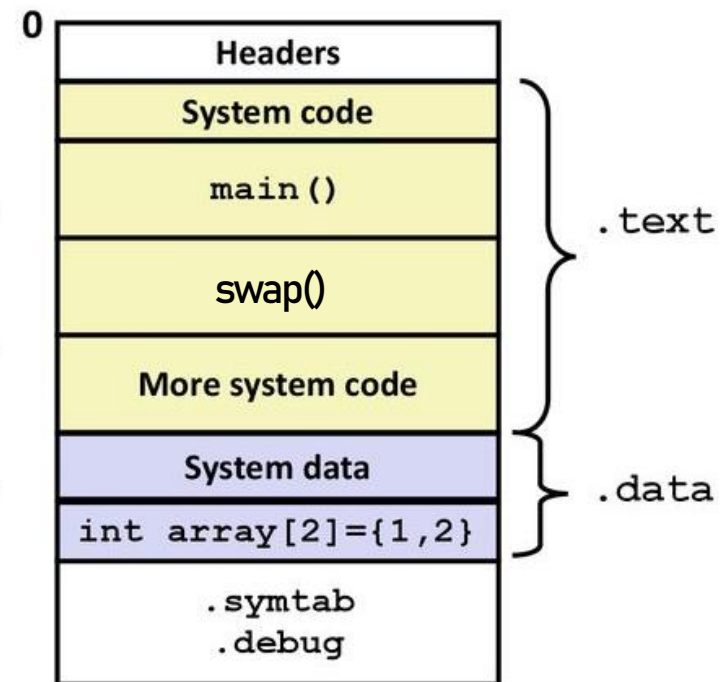 0
Headers
System code
main()
swap()
More system code
System data
int array[2]={1,2}
.symtab
.debug
.text
.data